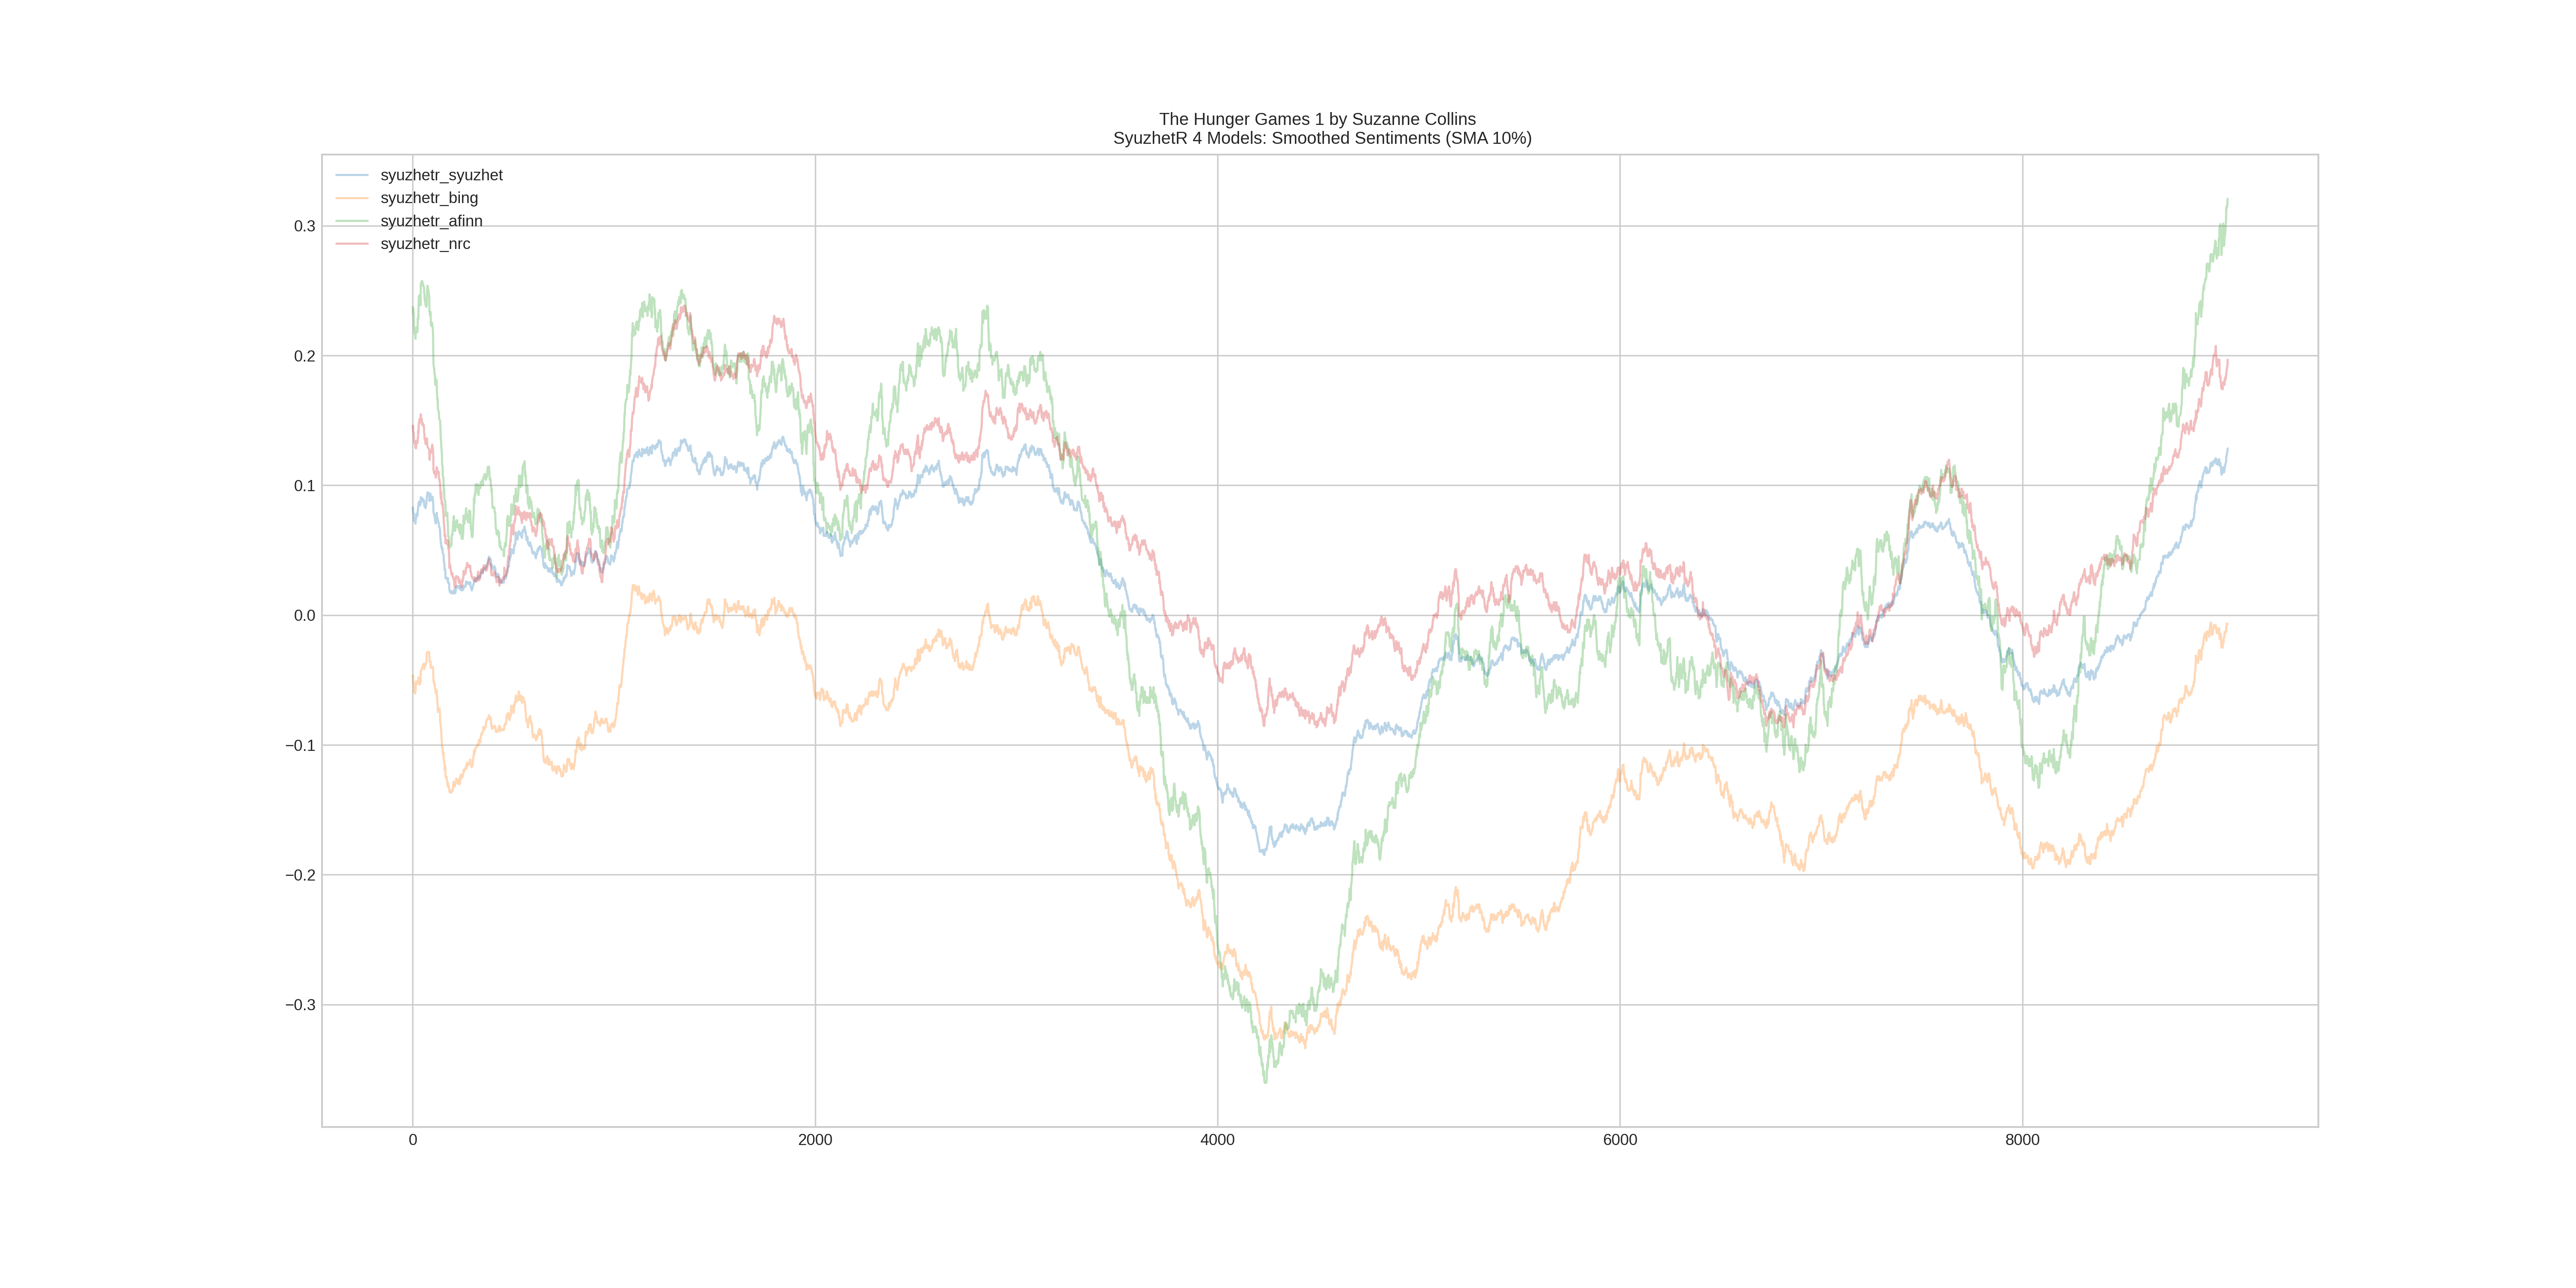 The Hunger Games 1 by Suzanne Collins
SyuzhetR 4 Models: Smoothed Sentiments (SMA 10%)
syuzhetr_syuzhet
syuzhetr_bing
syuzhetr_afinn
syuzhetr_nrc
0.3
0.2
0.1
0.0
−0.1
−0.2
−0.3
0 2000 4000 6000 8000